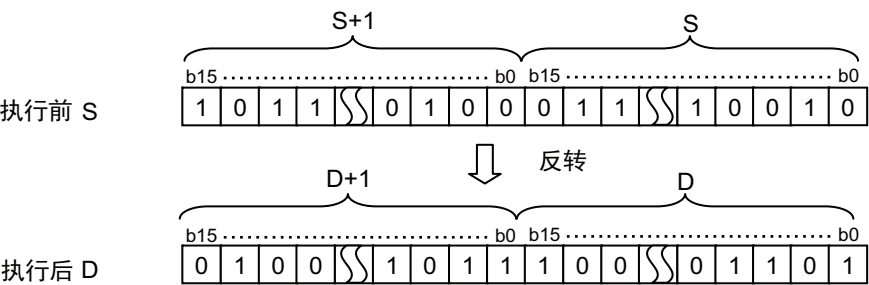 S+1 S
b15 b0 b15 b0
执行前 S 1 0 1 1 0 1 0 0 0 1 1 1 0 0 1 0
反转
D+1 D
b15 b0 b15 b0
执行后 D 0 1 0 0 1 0 1 1 1 0 0 0 1 1 0 1